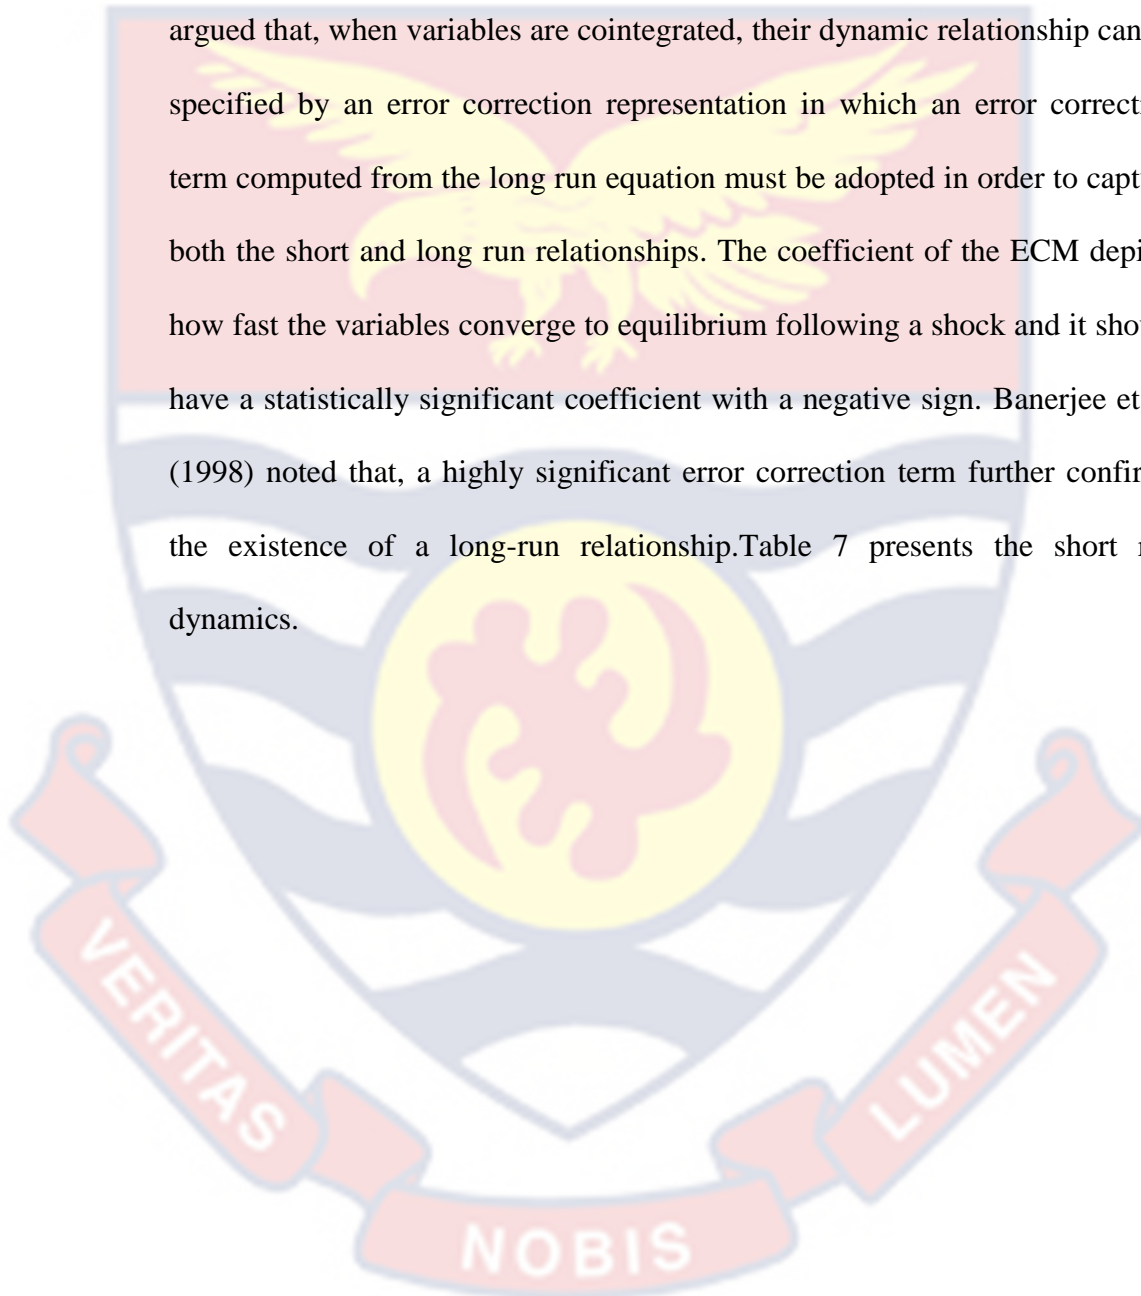 argued that, when variables are cointegrated, their dynamic relationship can
specified by an error correction representation in which an error correcti
term computed from the long run equation must be adopted in order to capt
both the short and long run relationships. The coefficient of the ECM depi
how fast the variables converge to equilibrium following a shock and it shou
have a statistically significant coefficient with a negative sign. Banerjee et
(1998) noted that, a highly significant error correction term further confir
the existence of a long-run relationship.Table 7 presents the short r
dynamics.
VERITAS
NOBIS
LUMEN